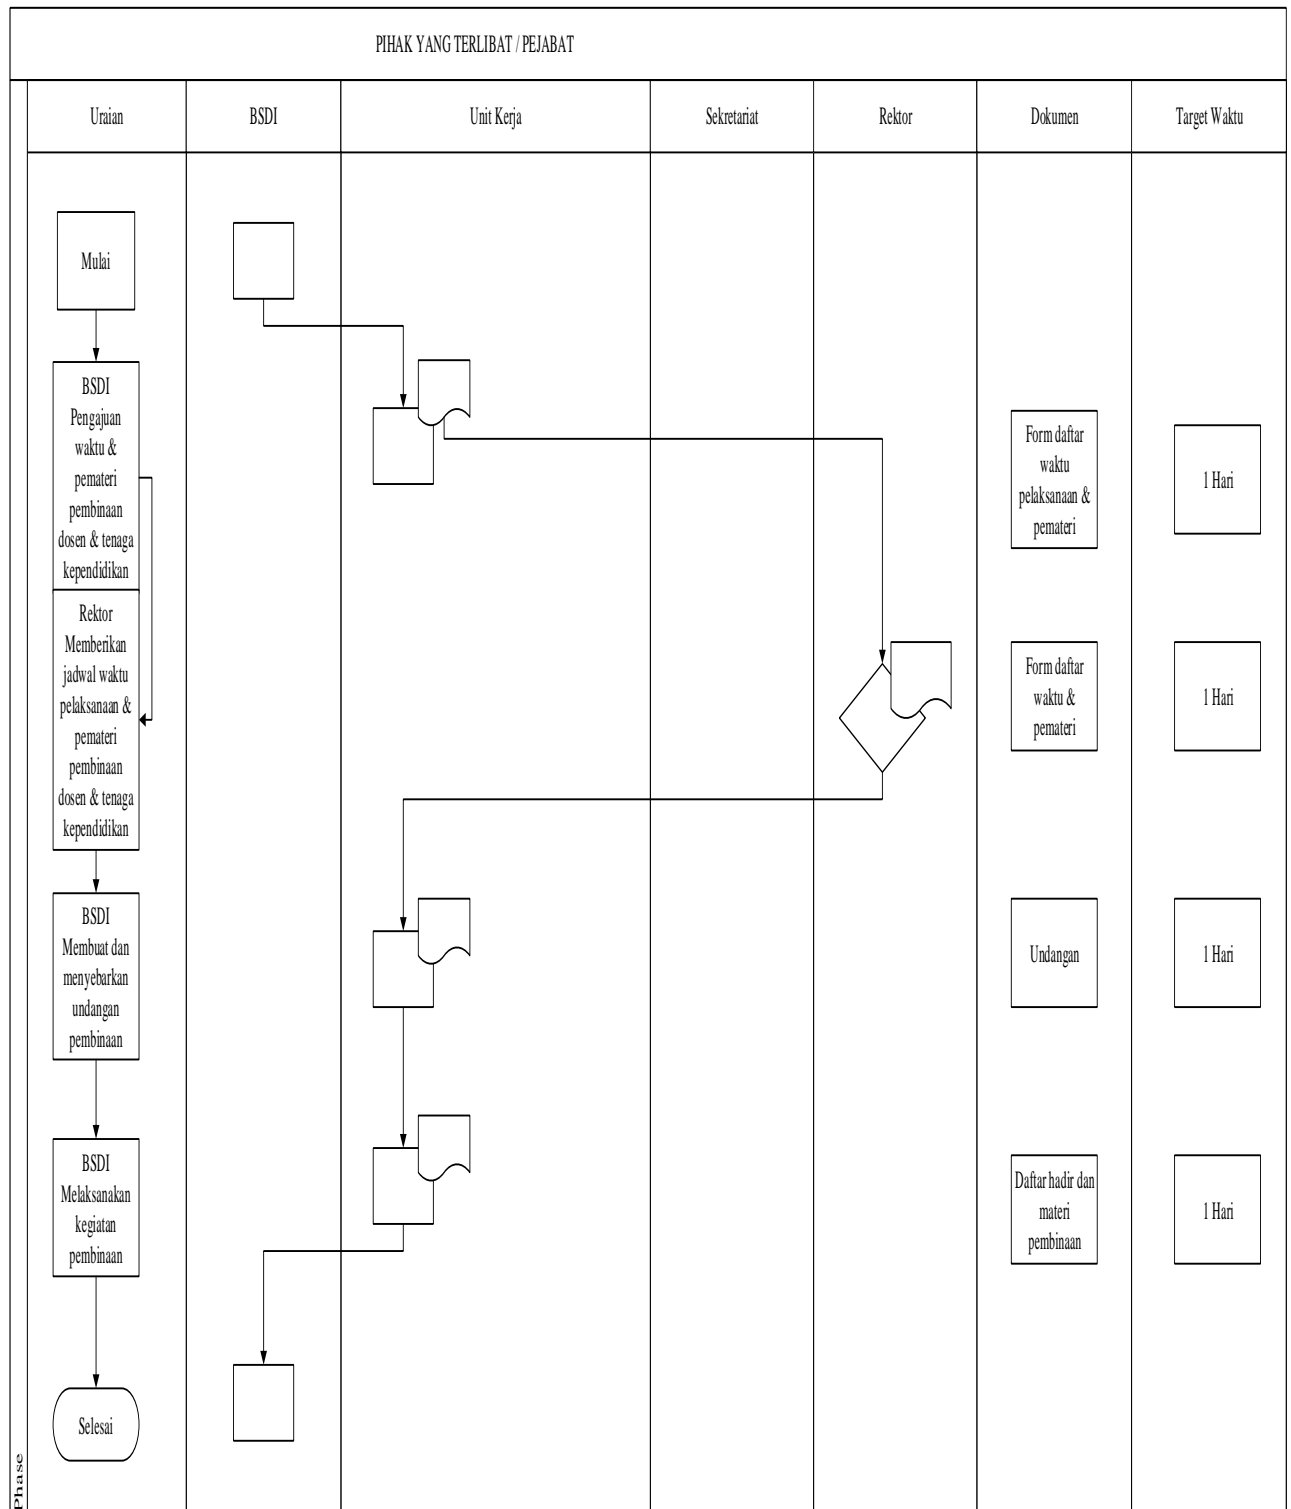 PIHAK YANG TERLIBAT / PEJABAT
Uraian
BSDI
Unit Kerja
Sekretariat
Rektor
Dokumen
Target Waktu
Mulai
BSDI
Pengajuan
waktu &
pemateri
pembinaan
dosen & tenaga
kependidikan
Form daftar
waktu
pelaksanaan &
pemateri
1 Hari
Rektor
Memberikan
jadwal waktu
pelaksanaan &
pemateri
pembinaan
dosen & tenaga
kependidikan
Form daftar
waktu &
pemateri
1 Hari
BSDI
Membuat dan
menyebarkan
undangan
pembinaan
Undangan
1 Hari
BSDI
Melaksanakan
kegiatan
pembinaan
Daftar hadir dan
materi
pembinaan
1 Hari
Selesai
Phase